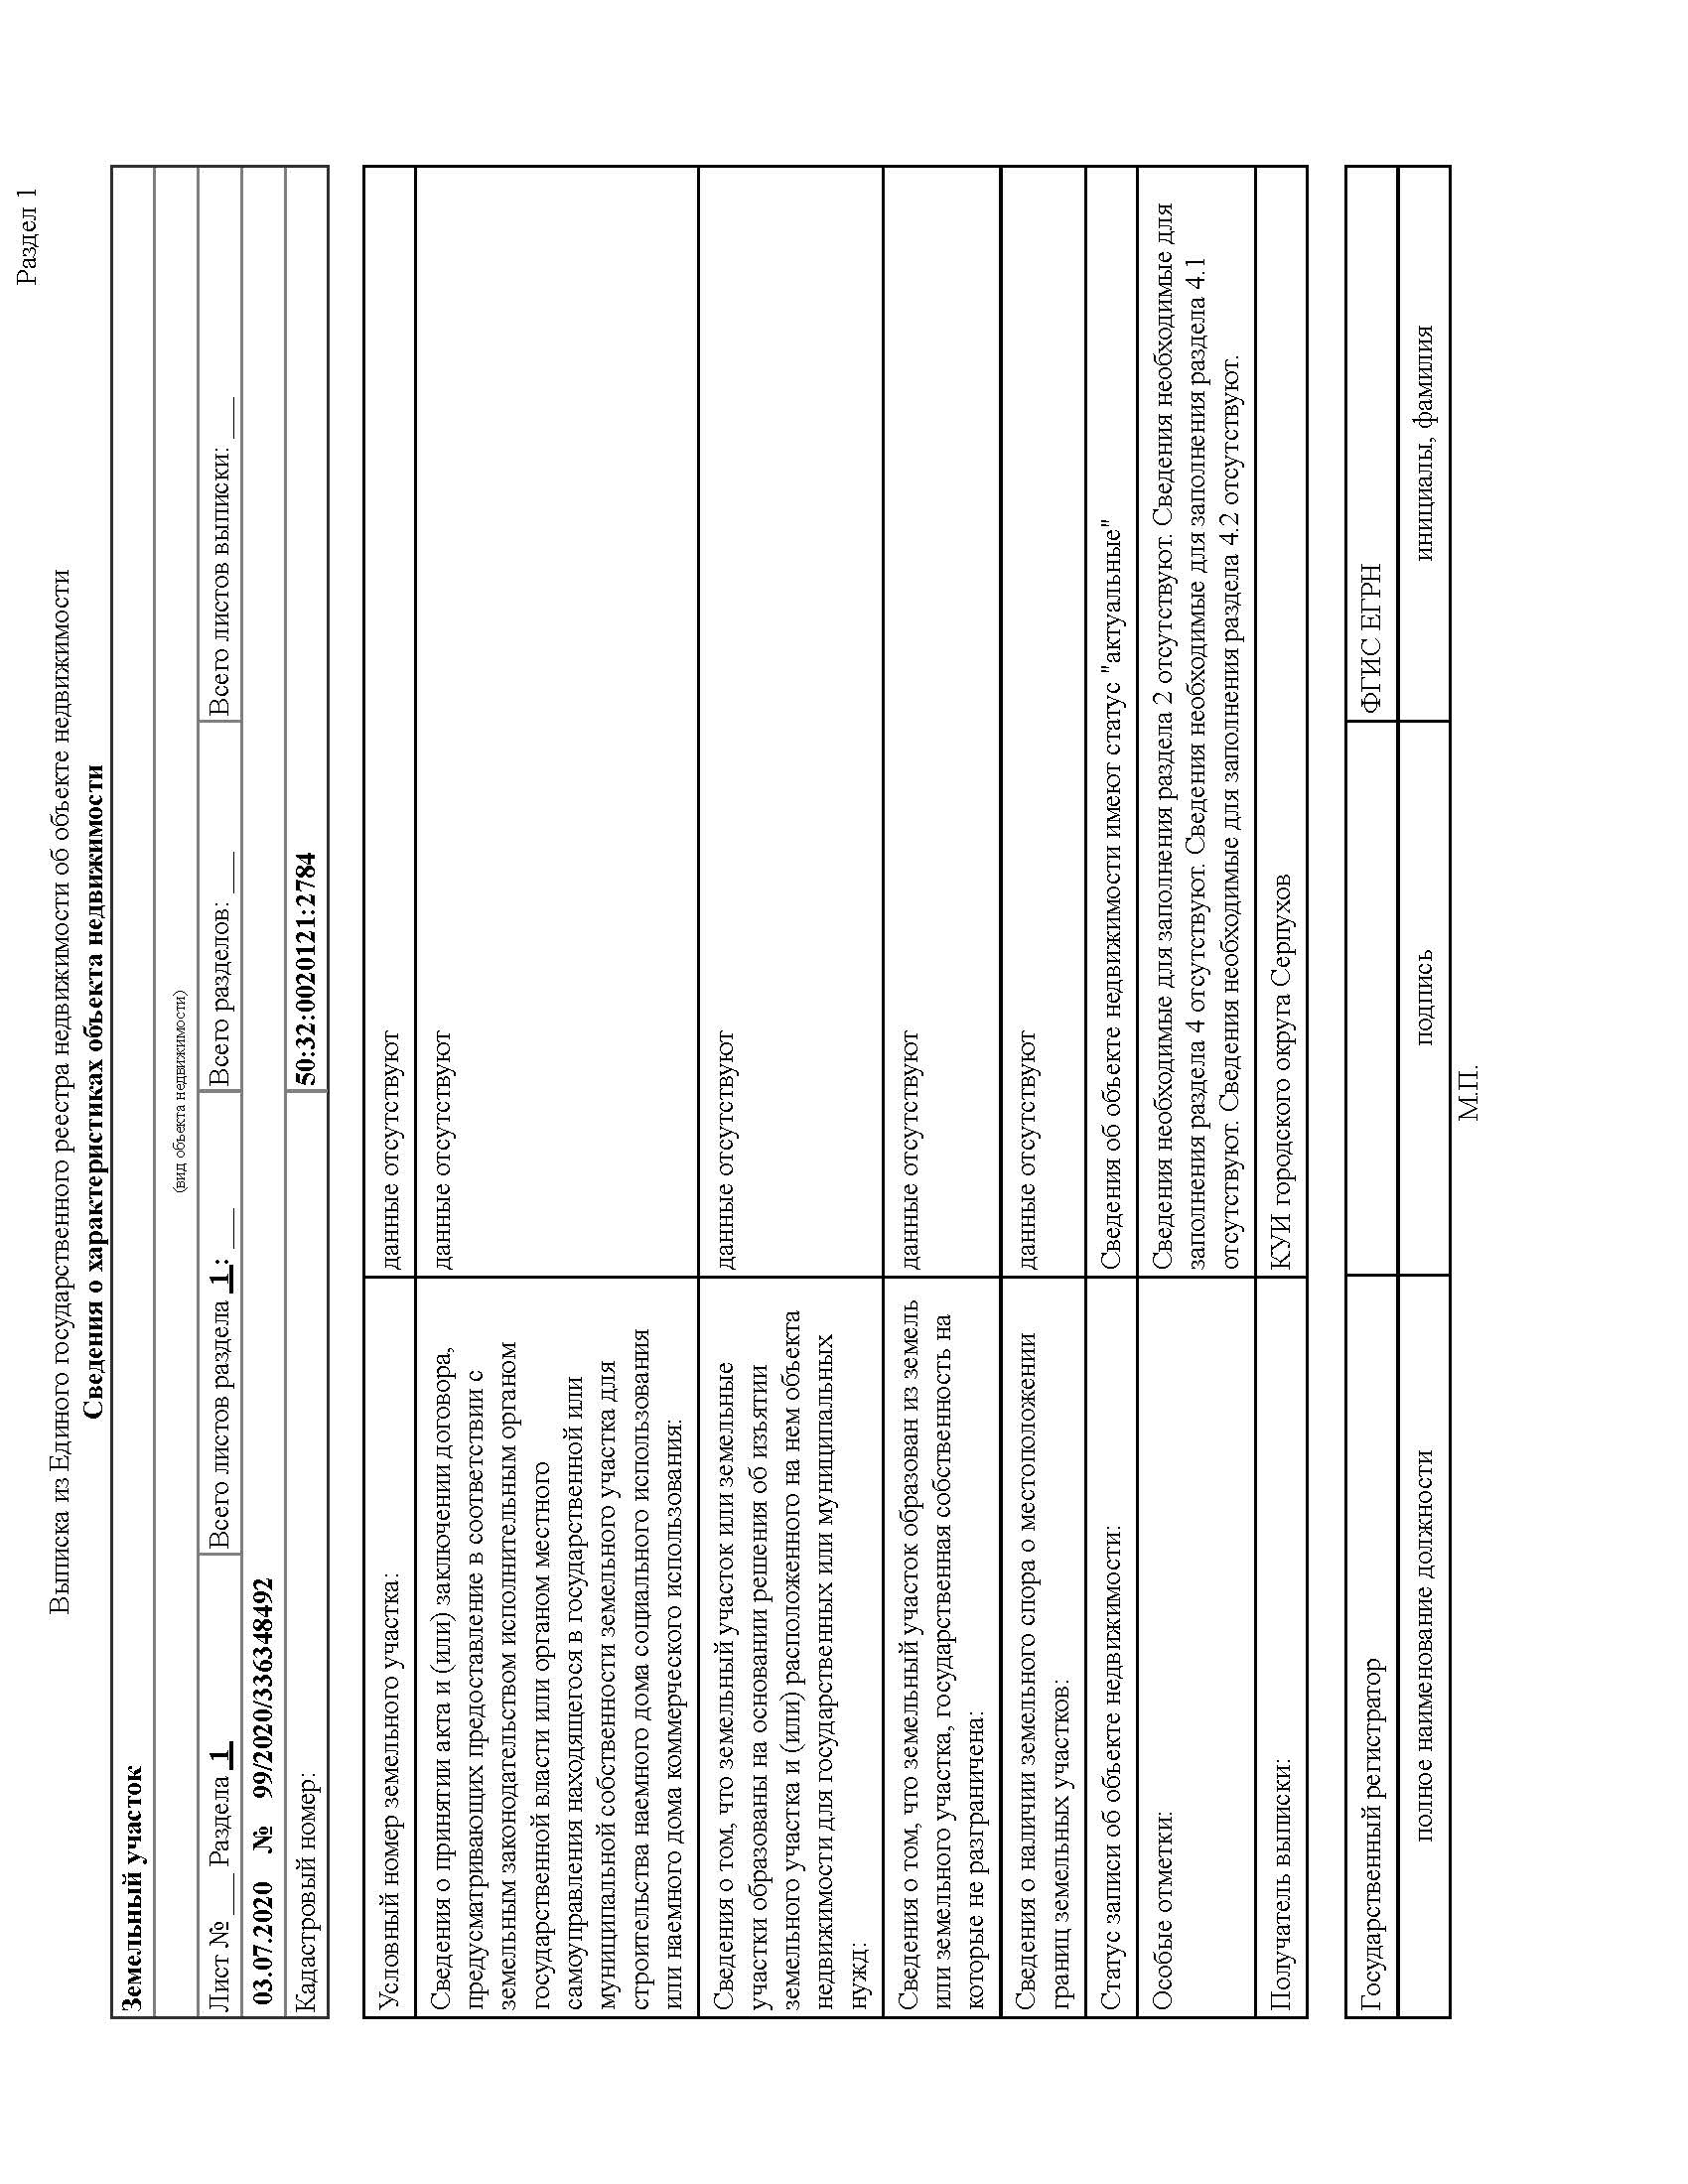 Раздел 1
Выписка из Единого государственного реестра недвижимости об объекте недвижимости
Сведения о характеристиках объекта недвижимости
Земельный участок
(вид объекта недвижимости)
Лист № ___ Раздела 1 Всего листов раздела 1: ___ Всего разделов: ___ Всего листов выписки: ___
03.07.2020 № 99/2020/336348492
Кадастровый номер: 50:32:0020121:2784
Условный номер земельного участка: данные отсутствуют
Сведения о принятии акта и (или) заключении договора, данные отсутствуют
предусматривающих предоставление в соответствии с
земельным законодательством исполнительным органом
государственной власти или органом местного
самоуправления находящегося в государственной или
муниципальной собственности земельного участка для
строительства наемного дома социального использования
или наемного дома коммерческого использования:
Сведения о том, что земельный участок или земельные данные отсутствуют
участки образованы на основании решения об изъятии
земельного участка и (или) расположенного на нем объекта
недвижимости для государственных или муниципальных
нужд:
Сведения о том, что земельный участок образован из земель данные отсутствуют
или земельного участка, государственная собственность на
которые не разграничена:
Сведения о наличии земельного спора о местоположении данные отсутствуют
границ земельных участков:
Статус записи об объекте недвижимости: Сведения об объекте недвижимости имеют статус "актуальные"
Особые отметки: Сведения необходимые для заполнения раздела 2 отсутствуют. Сведения необходимые для
заполнения раздела 4 отсутствуют. Сведения необходимые для заполнения раздела 4.1
отсутствуют. Сведения необходимые для заполнения раздела 4.2 отсутствуют.
Получатель выписки: КУИ городского округа Серпухов
Государственный регистратор ФГИС ЕГРН
полное наименование должности подпись инициалы, фамилия
М.П.